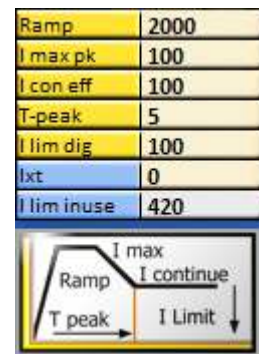 Ramp 2000
I max pk 100
I con eff 100
T-peak 5
I lim dig 100
Ixt 0
I lim inuse 420
I max
Ramp I continue
T peak I Limit